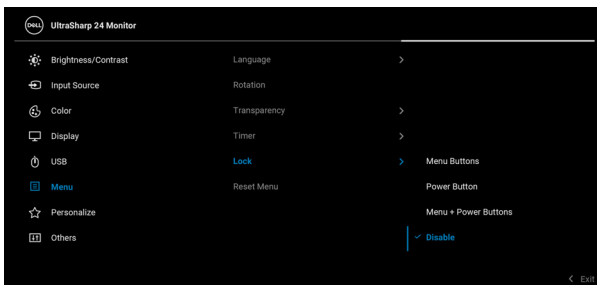 DELL UltraSharp 24 Monitor
Brightness/Contrast Language
Input Source Rotation
Color Transparency
Display Timer
USB Lock Menu Buttons
Menu Reset Menu Power Button
Personalize Menu + Power Buttons
Others Disable
Exit